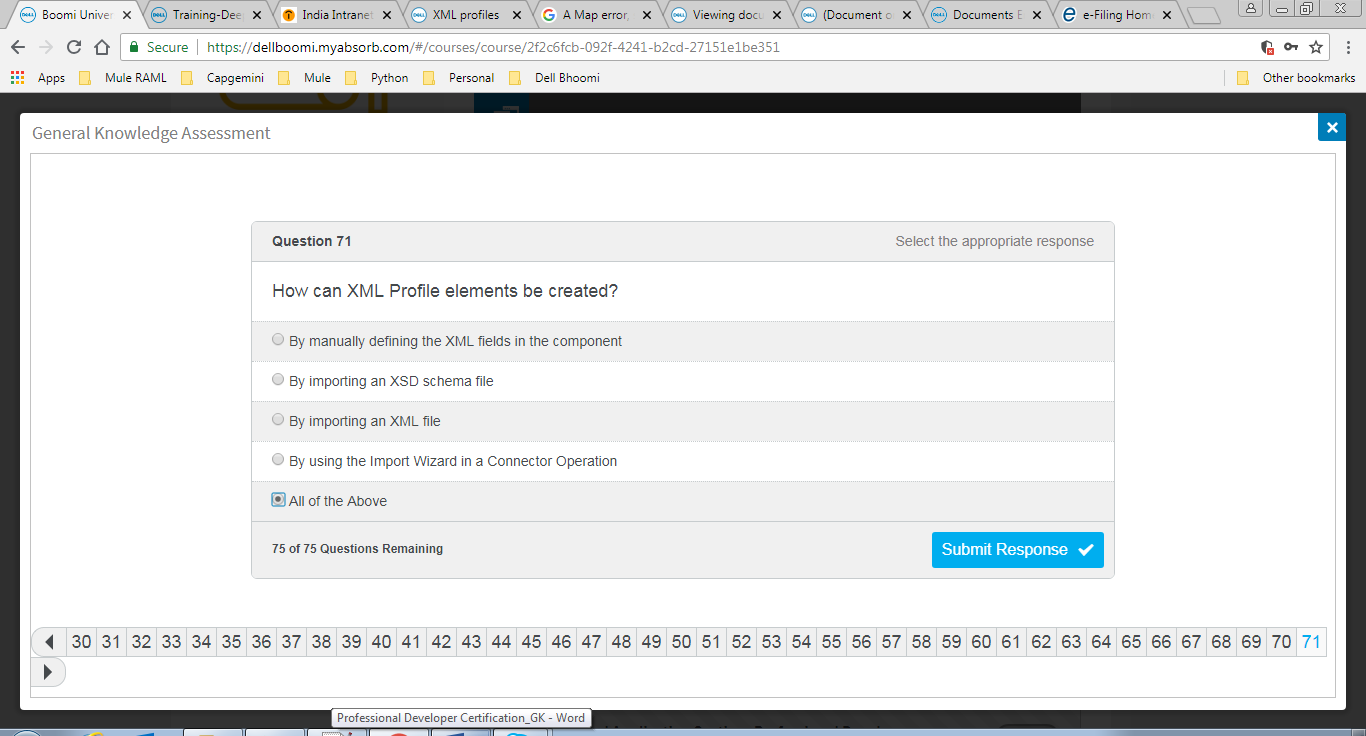 Boomi Univer
Training-Dee
India Intranet
XML profiles
A Map error,
Viewing docu
(Document o
Documents E
e-Filing Hom
Secure
https://dellboomi.myabsorb.com/#/courses/course/2f2c6fcb-092f-4241-b2cd-27151e1be351
Apps Mule RAML Capgemini Mule Python Personal Dell Bhoomi Other bookmarks
General Knowledge Assessment
Question 71 Select the appropriate response
How can XML Profile elements be created?
By manually defining the XML fields in the component
By importing an XSD schema file
By importing an XML file
By using the Import Wizard in a Connector Operation
All of the Above
75 of 75 Questions Remaining Submit Response
30 31 32 33 34 35 36 37 38 39 40 41 42 43 44 45 46 47 48 49 50 51 52 53 54 55 56 57 58 59 60 61 62 63 64 65 66 67 68 69 70 71
Professional Developer Certification_GK - Word